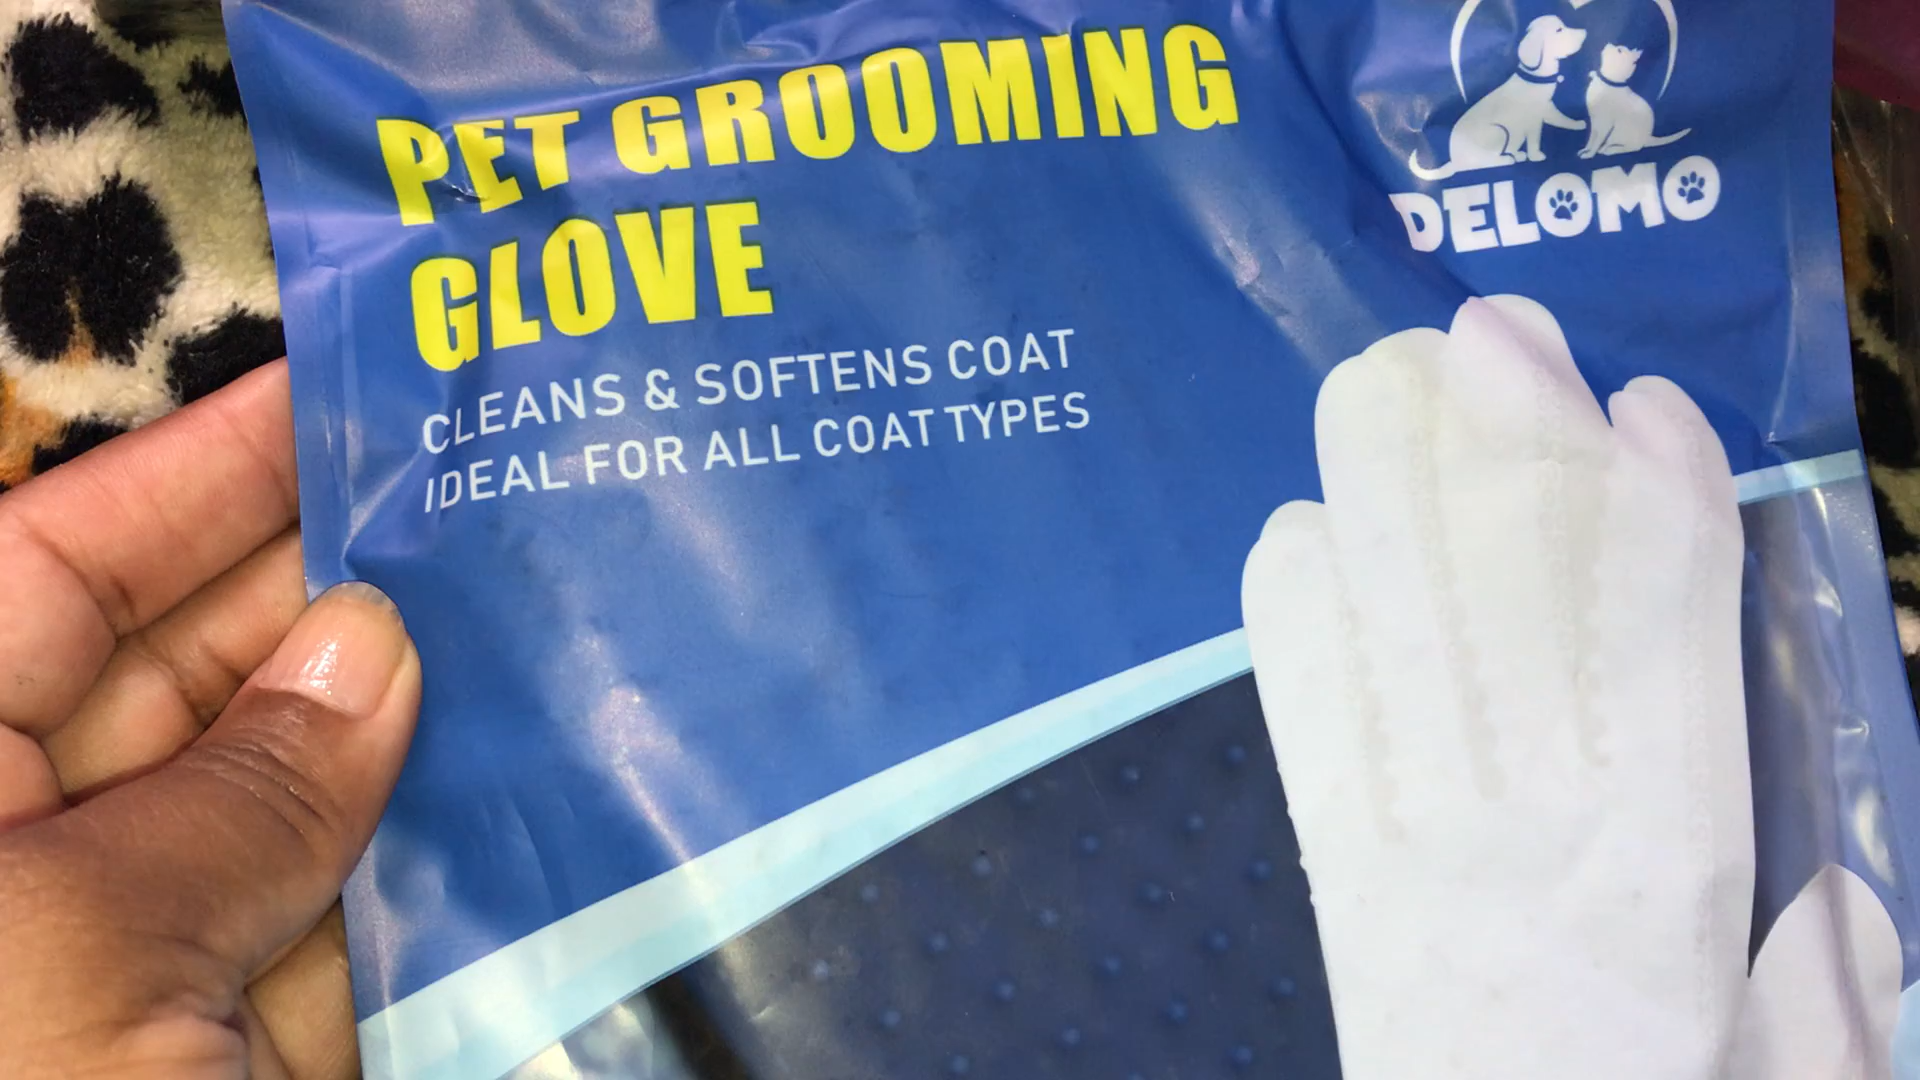 PET GROOMING
GLOVE
CLEANS & SOFTENS COAT
IDEAL FOR ALL COAT TYPES
DELOMO